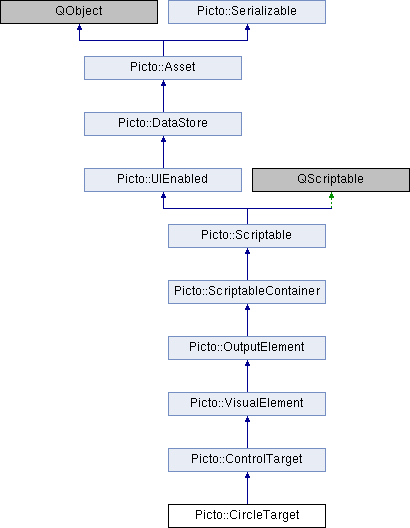 QObject
Picto::Serializable
Picto::Asset
Picto::DataStore
Picto::UIEnabled
QScriptable
Picto::Scriptable
Picto::ScriptableContainer
Picto::OutputElement
Picto::VisualElement
Picto::ControlTarget
Picto::CircleTarget